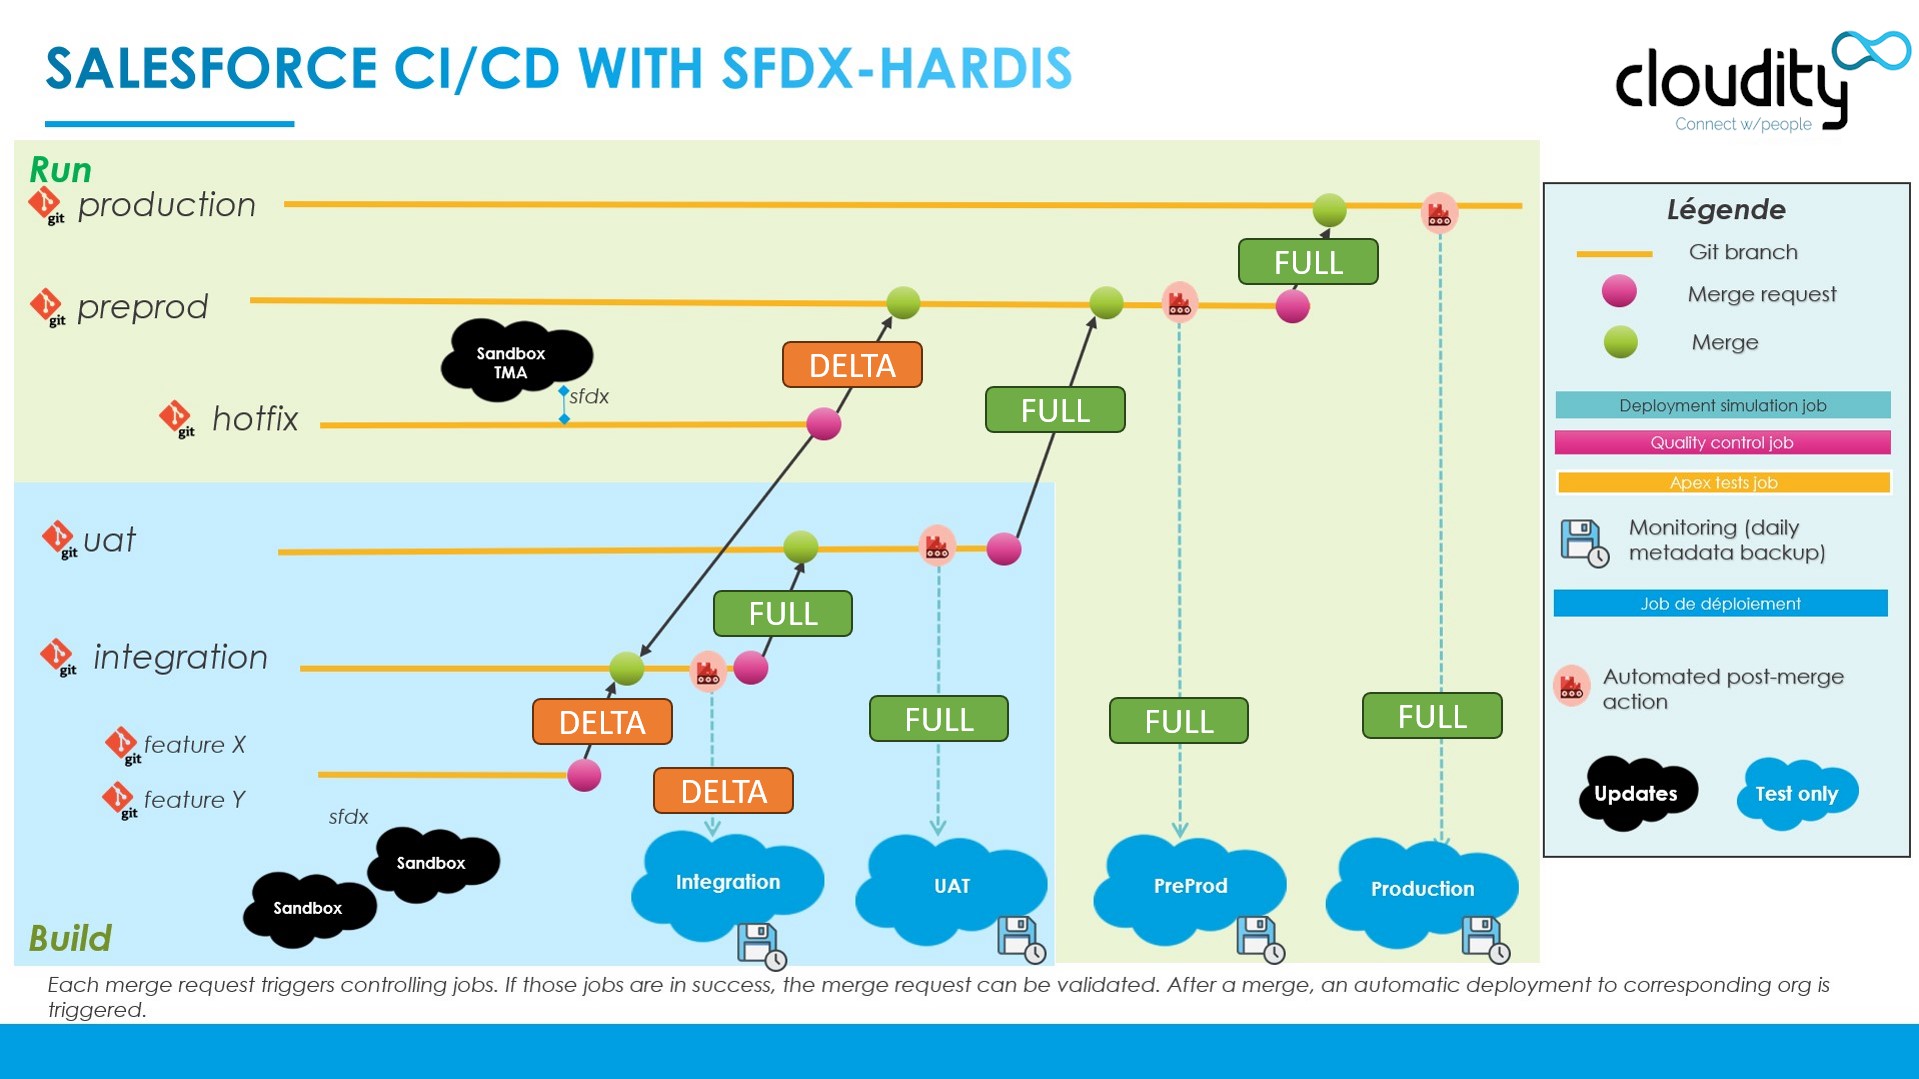 SALESFORCE CI/CD WITH SFDX-HARDIS
cloudity
Connect w/people
Run
git production
FULL
git preprod
Sandbox
TMA
sfdx
DELTA
git hotfix
FULL
git uat
FULL
git integration
DELTA
FULL
FULL
FULL
git feature X
DELTA
git feature Y
sfdx
Sandbox
Sandbox
Integration
UAT
PreProd
Production
Build
Légende
Git branch
Merge request
Merge
Deployment simulation job
Quality control job
Apex tests job
Monitoring (daily
metadata backup)
Job de déploiement
Automated post-merge
action
Updates
Test only
Each merge request triggers controlling jobs. If those jobs are in success, the merge request can be validated. After a merge, an automatic deployment to corresponding org is
triggered.